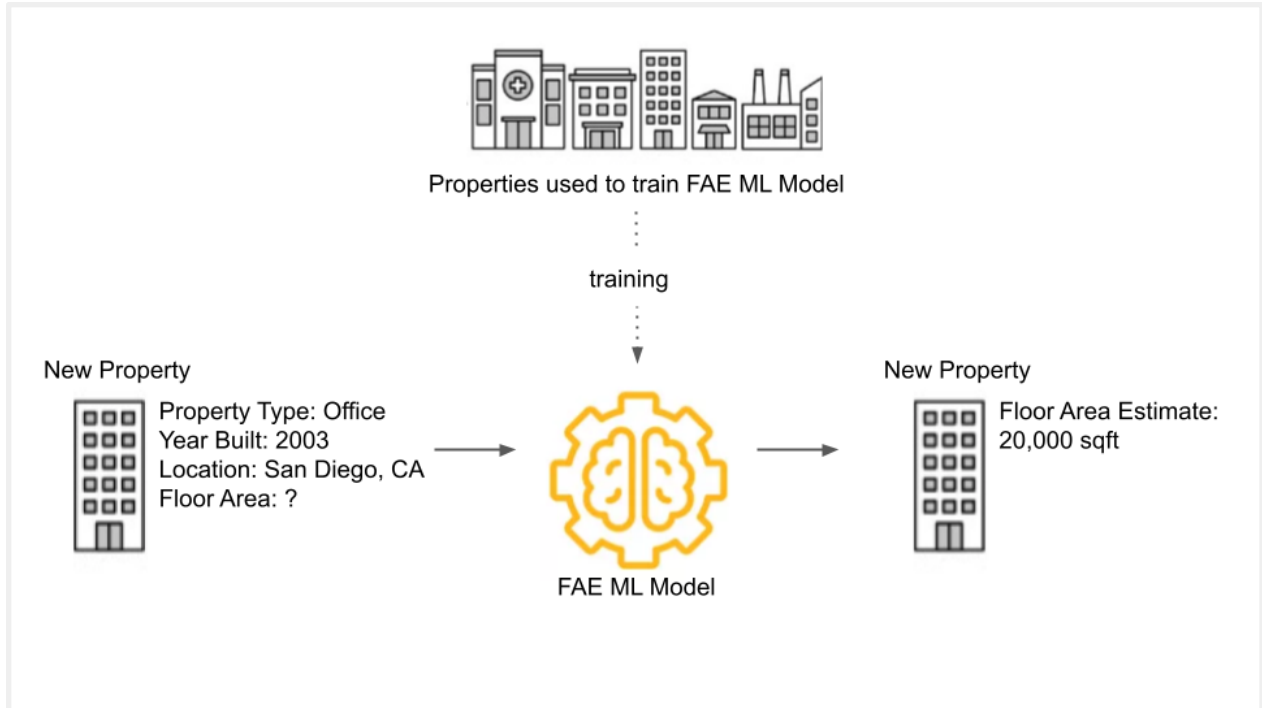 Properties used to train FAE ML Model
training
New Property
Property Type: Office
Year Built: 2003
Location: San Diego, CA
Floor Area: ?
FAE ML Model
New Property
Floor Area Estimate:
20,000 sqft